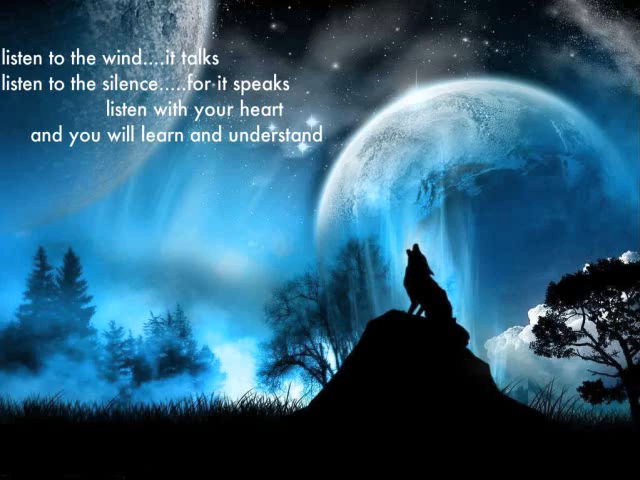 listen to the wind....it talks
listen to the silence.....for it speaks
listen with your heart
and you will learn and understand